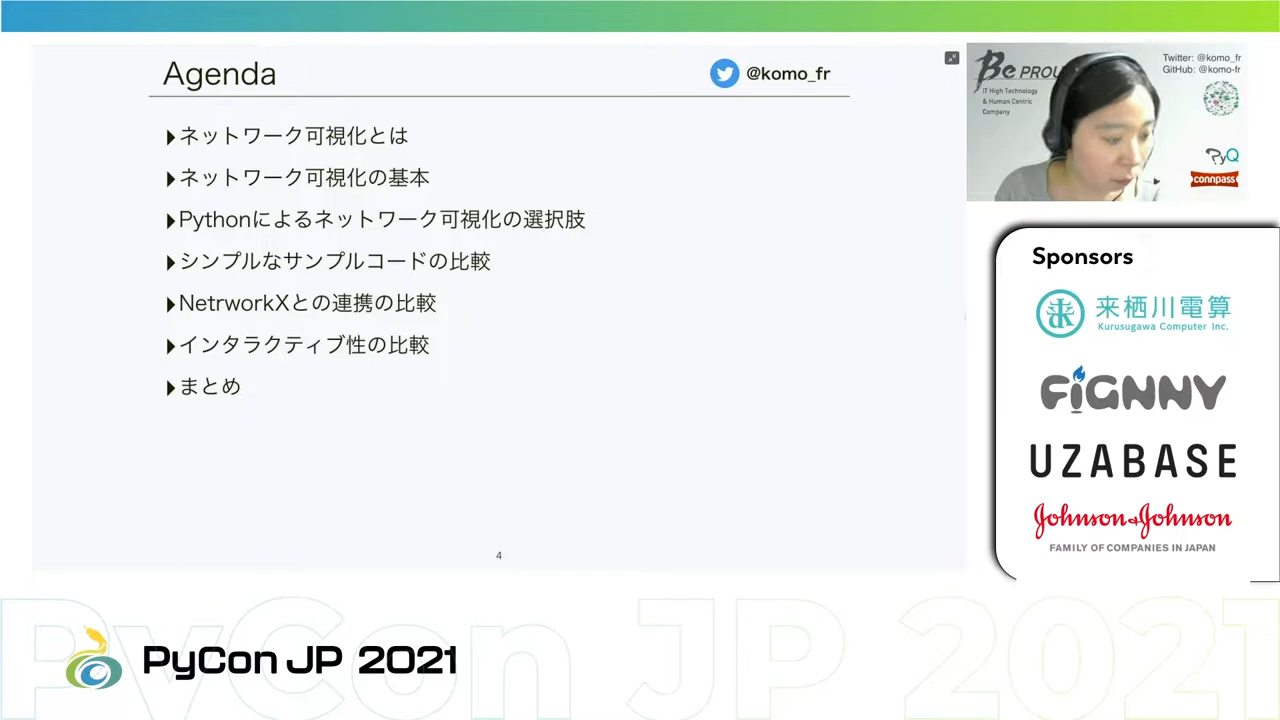 Agenda
@komo_fr
ネットワーク可視化とは
ネットワーク可視化の基本
Pythonによるネットワーク可視化の選択肢
シンプルなサンプルコードの比較
NetrworkXとの連携の比較
インタラクティブ性の比較
まとめ
4
Be PROU
IT High Technology
& Human Centric
Company
Twitter: @komo_fr
GitHub: @komo-fr
PyQ
connpass
Sponsors
来栖川電算
Kurusugawa Computer Inc.
FiGNNY
UZABASE
Johnson&Johnson
FAMILY OF COMPANIES IN JAPAN
PyCon JP 2021
PyCon JP 2021